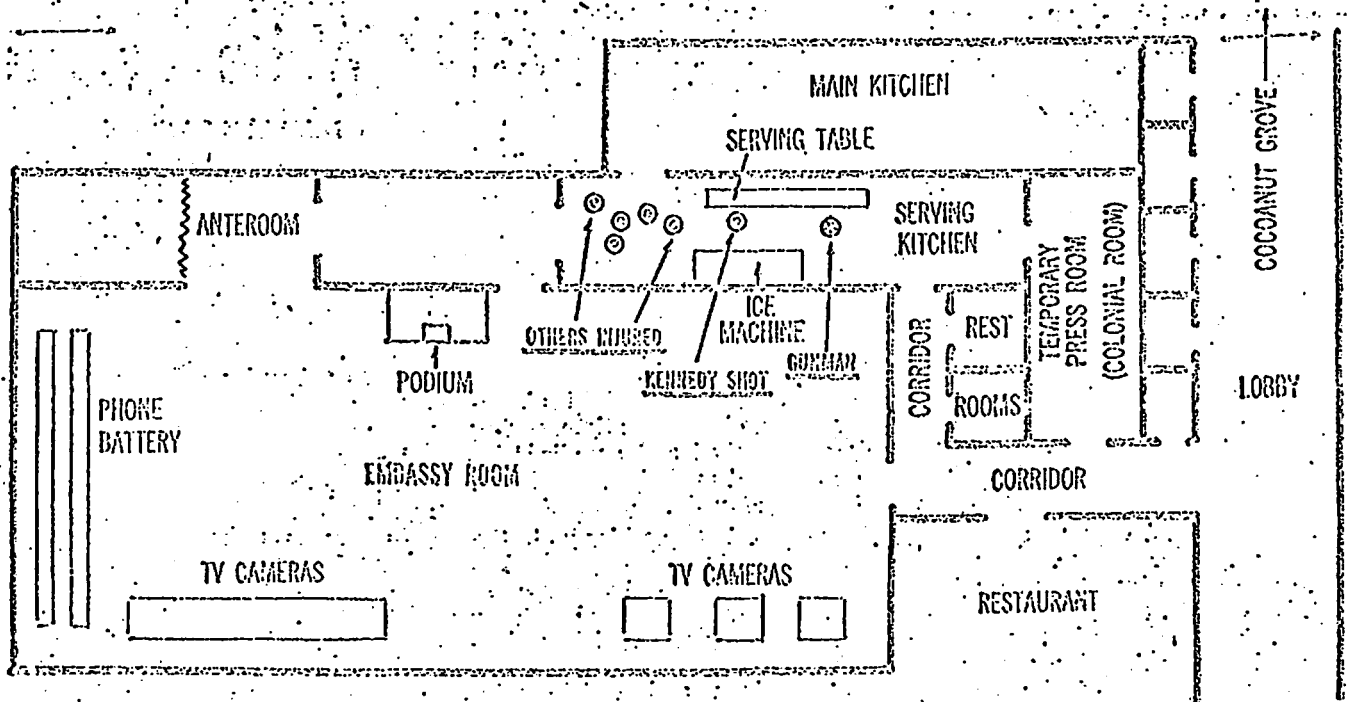 MAIN KITCHEN
SERVING TABLE
COCOANUT GROVE
ANTEROOM
SERVING
KITCHEN
TEMPORARY
PRESS ROOM
(COLONIAL ROOM)
OTHERS INJURED
ICE
MACHINE
KENNEDY SHOT
GUNMAN
CORRIDOR
REST
ROOMS
PODIUM
PHONE
BATTERY
LOBBY
EMBASSY ROOM
CORRIDOR
TV CAMERAS
TV CAMERAS
RESTAURANT